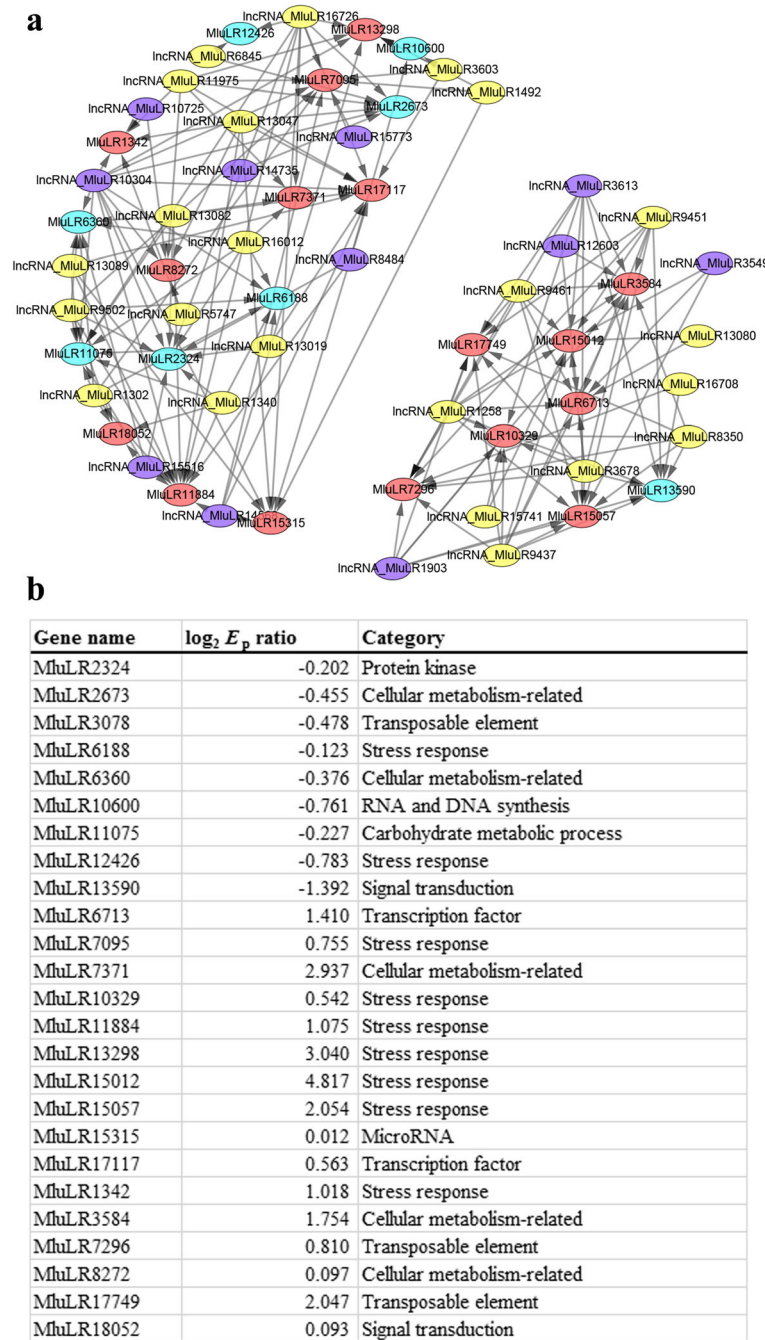 a
lncRNA_MluLR16726
MluLR12426
MluLR13298
MluLR10600
lncRNA_MluLR6845
lncRNA_MluLR3603
MluLR7095
lncRNA_MluLR11975
lncRNA_MluLR1492
lncRNA_MluLR10725
MluLR2673
lncRNA_MluLR13047
lncRNA_MluLR15773
MluLR1342
lncRNA_MluLR14735
lncRNA_MluLR10304
MluLR17117
MluLR7371
lncRNA_MluLR3613
lncRNA_MluLR13082
MluLR6360
lncRNA_MluLR9451
lncRNA_MluLR16012
lncRNA_MluLR12603
lncRNA_MluLR8484
lncRNA_MluLR13089
MluLR8272
MluLR3584
lncRNA_MluLR9461
MluLR6188
lncRNA_MluLR9502
lncRNA_MluLR5747
lncRNA_MluLR13080
MluLR15012
MluLR17749
lncRNA_MluLR13019
MluLR11075
MluLR2324
lncRNA_MluLR16708
lncRNA_MluLR1302
lncRNA_MluLR1340
MluLR6713
lncRNA_MluLR1258
MluLR18052
MluLR10329
lncRNA_MluLR8350
lncRNA_MluLR15516
lncRNA_MluLR3678
MluLR11884
MluLR7296
MluLR13590
MluLR15315
lncRNA_MluLR15741
MluLR15057
lncRNA_MluLR9437
lncRNA_MluLR1903
b
Gene name log₂ Eₚ ratio Category
MluLR2324 -0.202 Protein kinase
MluLR2673 -0.455 Cellular metabolism-related
MluLR3078 -0.478 Transposable element
MluLR6188 -0.123 Stress response
MluLR6360 -0.376 Cellular metabolism-related
MluLR10600 -0.761 RNA and DNA synthesis
MluLR11075 -0.227 Carbohydrate metabolic process
MluLR12426 -0.783 Stress response
MluLR13590 -1.392 Signal transduction
MluLR6713 1.410 Transcription factor
MluLR7095 0.755 Stress response
MluLR7371 2.937 Cellular metabolism-related
MluLR10329 0.542 Stress response
MluLR11884 1.075 Stress response
MluLR13298 3.040 Stress response
MluLR15012 4.817 Stress response
MluLR15057 2.054 Stress response
MluLR15315 0.012 MicroRNA
MluLR17117 0.563 Transcription factor
MluLR1342 1.018 Stress response
MluLR3584 1.754 Cellular metabolism-related
MluLR7296 0.810 Transposable element
MluLR8272 0.097 Cellular metabolism-related
MluLR17749 2.047 Transposable element
MluLR18052 0.093 Signal transduction